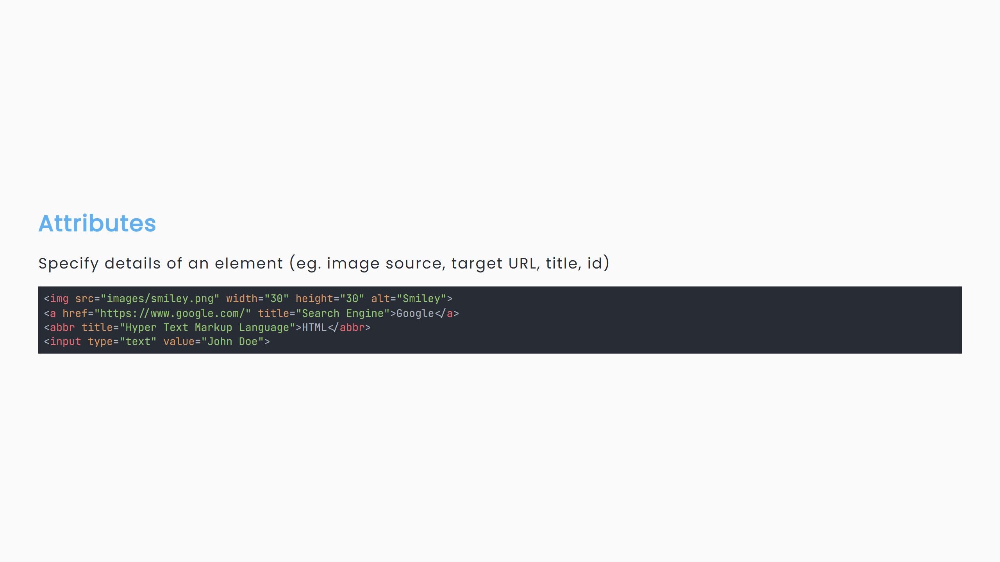 Attributes
Specify details of an element (eg. image source, target URL, title, id)
<img src="images/smiley.png" width="30" height="30" alt="Smiley">
<a href="https://www.google.com/" title="Search Engine">Google</a>
<abbr title="Hyper Text Markup Language">HTML</abbr>
<input type="text" value="John Doe">